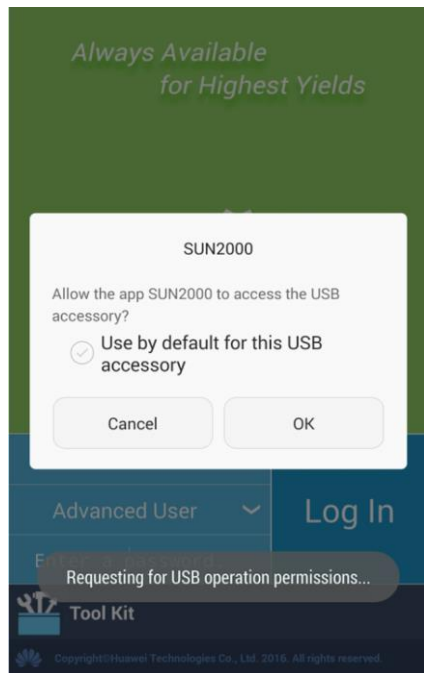 Always Available
for Highest Yields
SUN2000
Allow the app SUN2000 to access the USB
accessory?
Use by default for this USB
accessory
Cancel
OK
Advanced User
Log In
Enter a password.
Requesting for USB operation permissions...
Tool Kit
Copyright©Huawei Technologies Co., Ltd. 2016. All rights reserved.